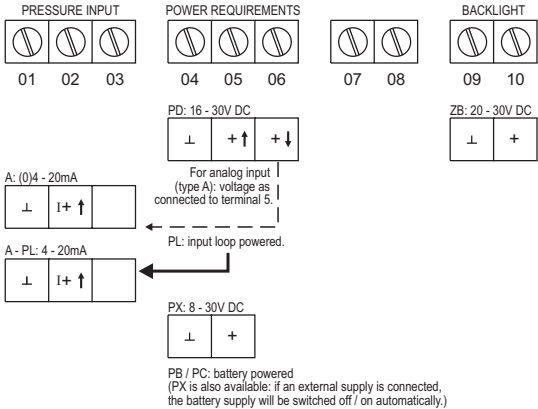 PRESSURE INPUT
POWER REQUIREMENTS
BACKLIGHT
01 02 03 04 05 06 07 08 09 10
PD: 16 - 30V DC
ZB: 20 - 30V DC
⊥ +↑ +↓
⊥ +
For analog input
(type A): voltage as
connected to terminal 5.
A: (0)4 - 20mA
⊥ I+ ↑
PL: input loop powered.
A - PL: 4 - 20mA
⊥ I+ ↑
PX: 8 - 30V DC
⊥ +
PB / PC: battery powered
(PX is also available: if an external supply is connected,
the battery supply will be switched off / on automatically.)